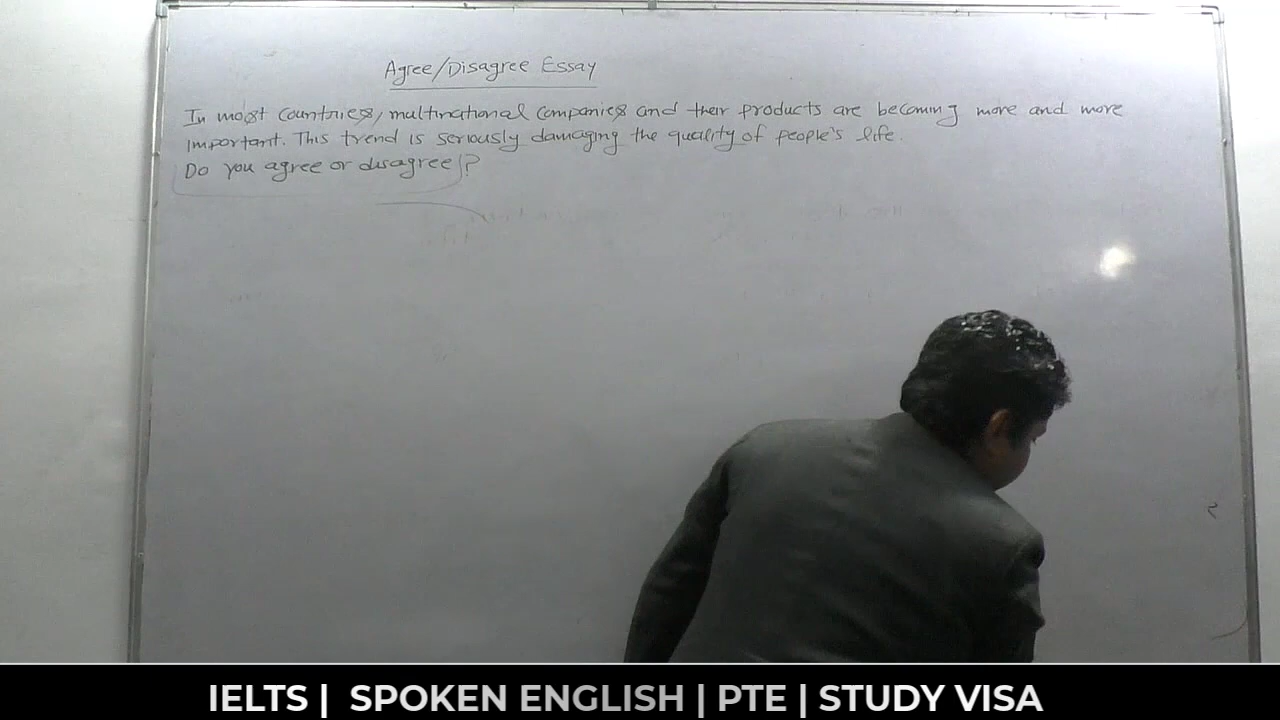 Agree/Disagree Essay
In most countries, multinational companies and their products are becoming more and more
important. This trend is seriously damaging the quality of people's life.
Do you agree or disagree?
IELTS | SPOKEN ENGLISH | PTE | STUDY VISA